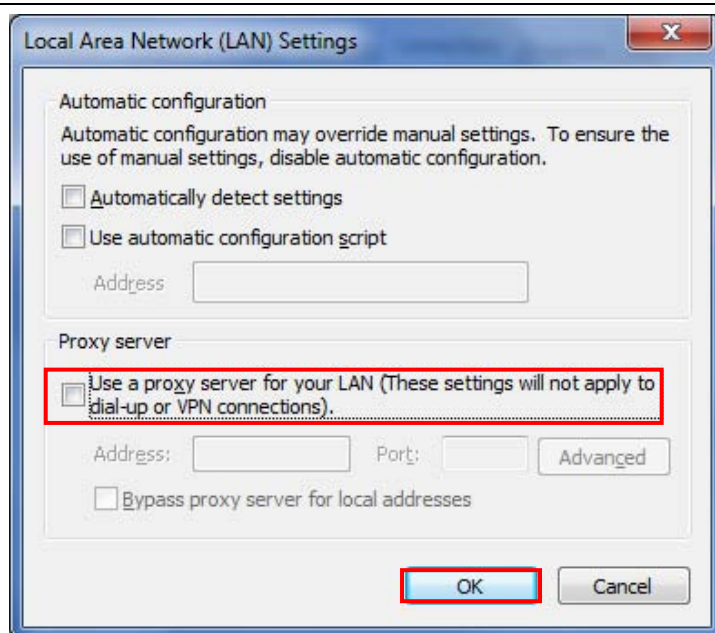 Local Area Network (LAN) Settings
X
Automatic configuration
Automatic configuration may override manual settings. To ensure the
use of manual settings, disable automatic configuration.
Automatically detect settings
Use automatic configuration script
Address
Proxy server
Use a proxy server for your LAN (These settings will not apply to
dial-up or VPN connections).
Address: Port: Advanced
Bypass proxy server for local addresses
OK Cancel